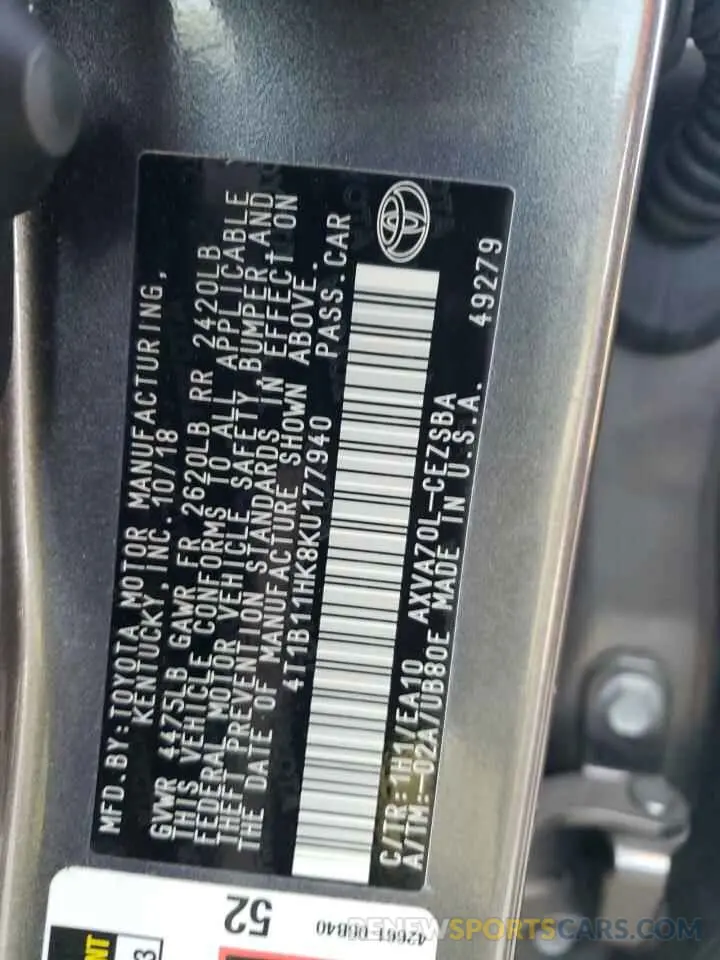 MFD.BY:TOYOTA MOTOR MANUFACTURING,
KENTUCKY, INC. 10/18
GVWR 4475LB GAWR FR 2620LB RR 2420LB
THIS VEHICLE CONFORMS TO ALL APPLICABLE
FEDERAL MOTOR VEHICLE SAFETY,BUMPER,AND
THEFT PREVENTION STANDARDS IN EFFECT ON
THE DATE OF MANUFACTURE SHOWN ABOVE.
4T1B11HK8KU177940 PASS.CAR
C/TR:1H1/EA10 AXVA70L-CEZSBA
A/TM:-02A/UB80E MADE IN U.S.A. 49279
52
42661 06B40
RENEWSPORTSCARS.COM